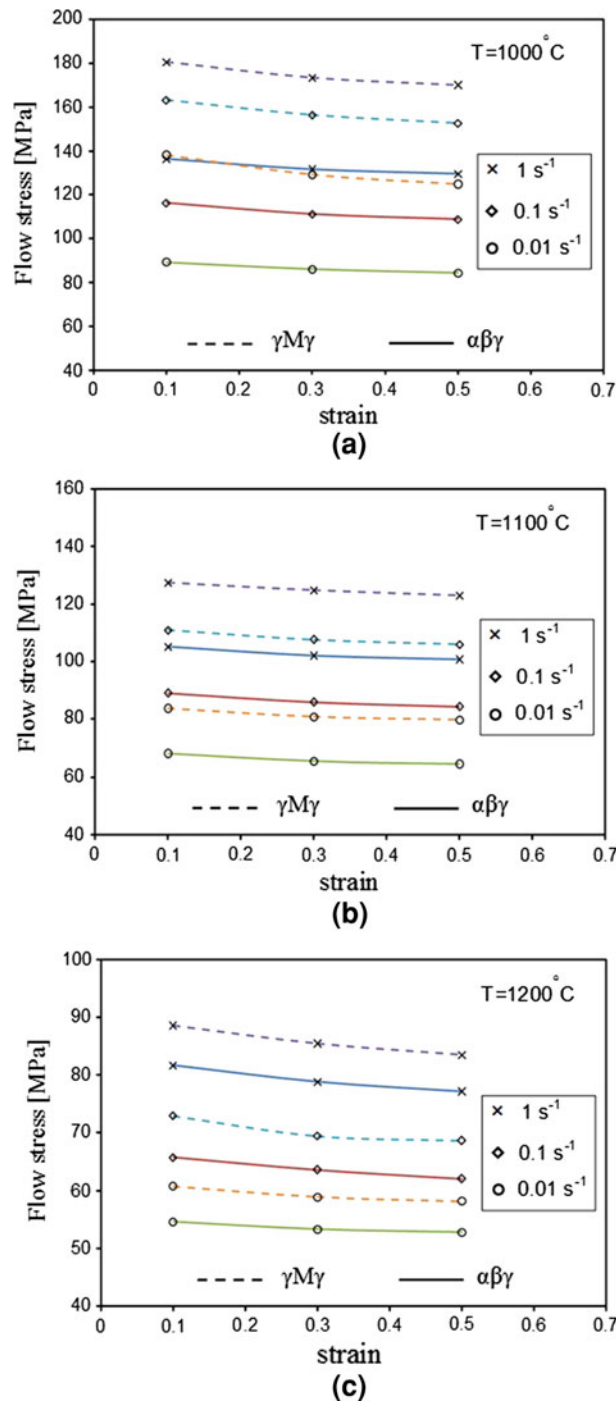 200
180
160
140
120
100
80
60
40
Flow stress [MPa]
T=1000°C
1 s-1
0.1 s-1
0.01 s-1
γMγ
αβγ
0 0.1 0.2 0.3 0.4 0.5 0.6 0.7
strain
(a)
160
140
120
100
80
60
40
Flow stress [MPa]
T=1100°C
1 s-1
0.1 s-1
0.01 s-1
γMγ
αβγ
0 0.1 0.2 0.3 0.4 0.5 0.6 0.7
strain
(b)
100
90
80
70
60
50
40
Flow stress [MPa]
T=1200°C
1 s-1
0.1 s-1
0.01 s-1
γMγ
αβγ
0 0.1 0.2 0.3 0.4 0.5 0.6 0.7
strain
(c)